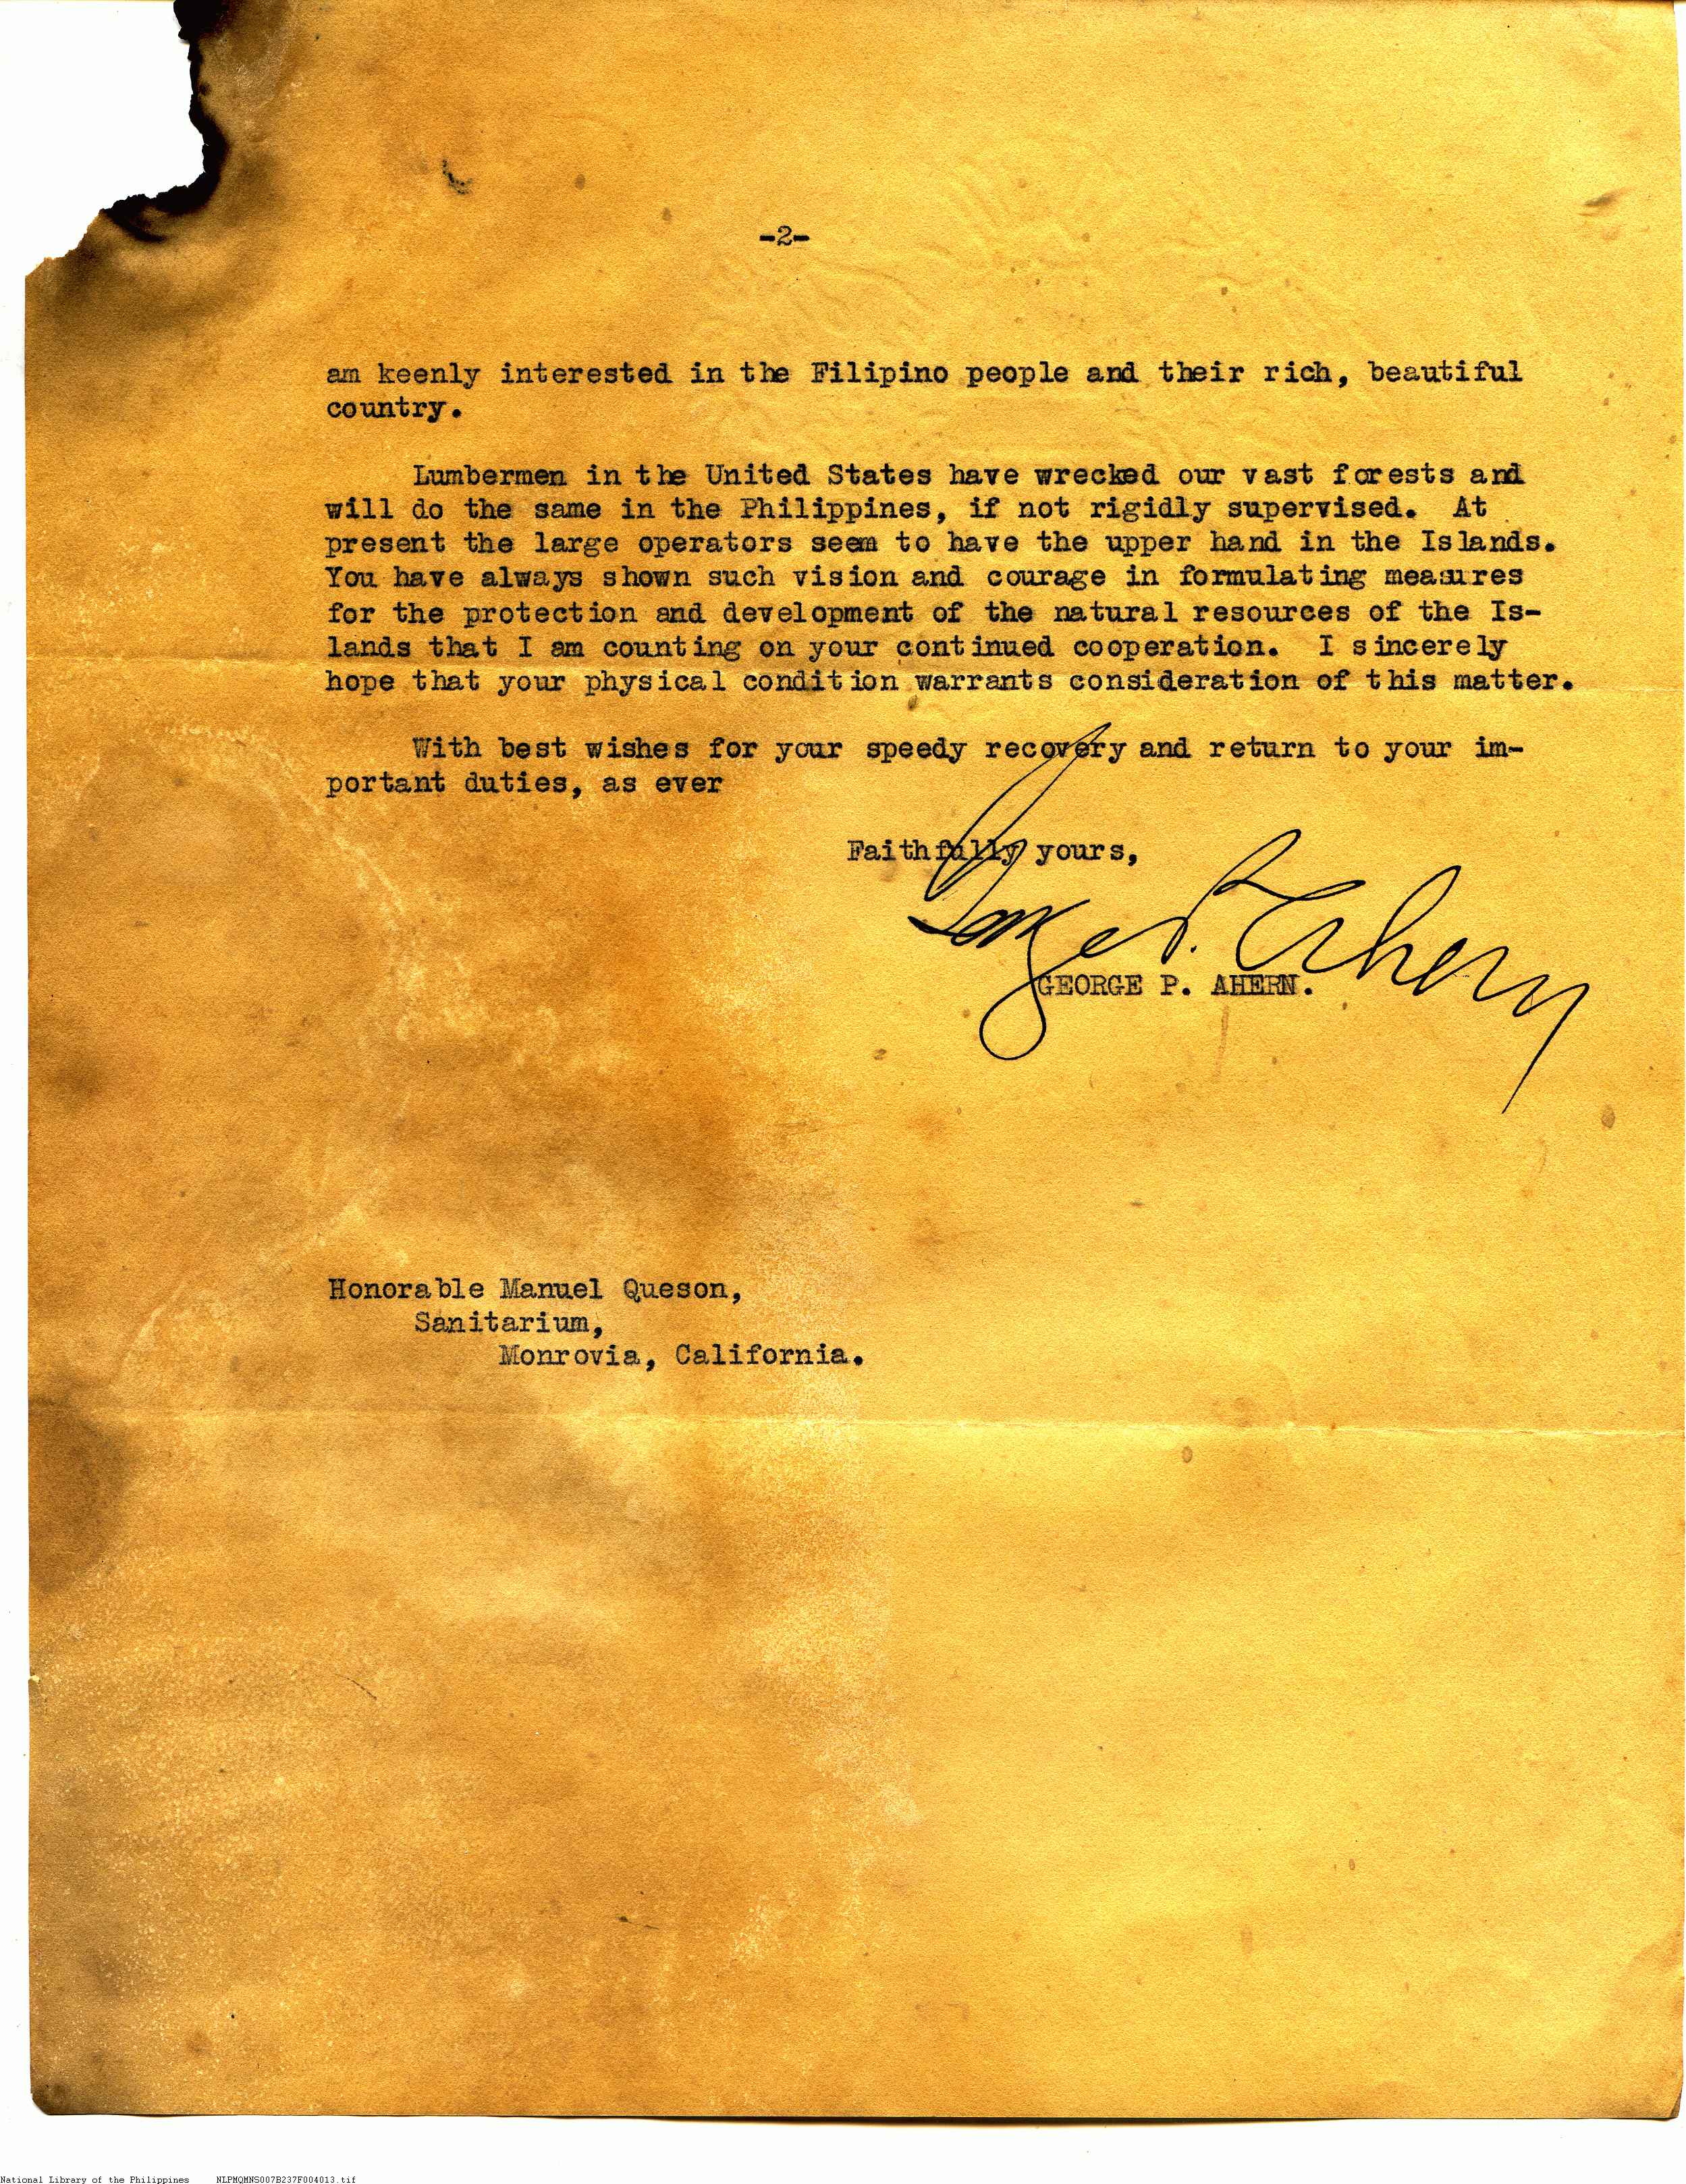 -2-
am keenly interested in the Filipino people and their rich, beautiful
country.
Lumbermen in the United States have wrecked our vast forests and
will do the same in the Philippines, if not rigidly supervised. At
present the large operators seem to have the upper hand in the Islands.
You have always shown such vision and courage in formulating measures
for the protection and development of the natural resources of the Is-
lands that I am counting on your continued cooperation. I sincerely
hope that your physical condition warrants consideration of this matter.
With best wishes for your speedy recovery and return to your im-
portant duties, as ever
Faithfully yours,
George P. Ahern
GEORGE P. AHERN.
Honorable Manuel Queson,
Sanitarium,
Monrovia, California.
National Library of the Philippines NLPMQMNS007B237F004013.tif